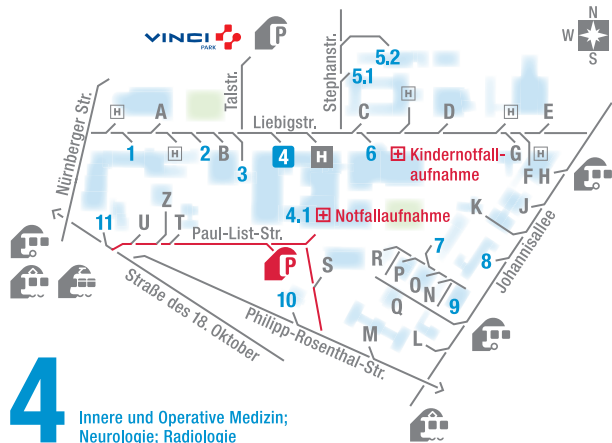 N
W
S
VINCI
PARK
P
5.2
5.1
Stephanstr.
Talstr.
Nürnberger Str.
H
A
C
H
D
H
E
Liebigstr.
1
H
2
B
3
4
H
6
Kindernotfall-
aufnahme
G
H
F
H
4.1
Notfallaufnahme
K
J
Johannisallee
Z
11
U
T
Paul-List-Str.
P
S
R
P
O
N
7
8
Q
9
10
Straße des 18. Oktober
Philipp-Rosenthal-Str.
M
L
4
Innere und Operative Medizin;
Neurologie; Radiologie